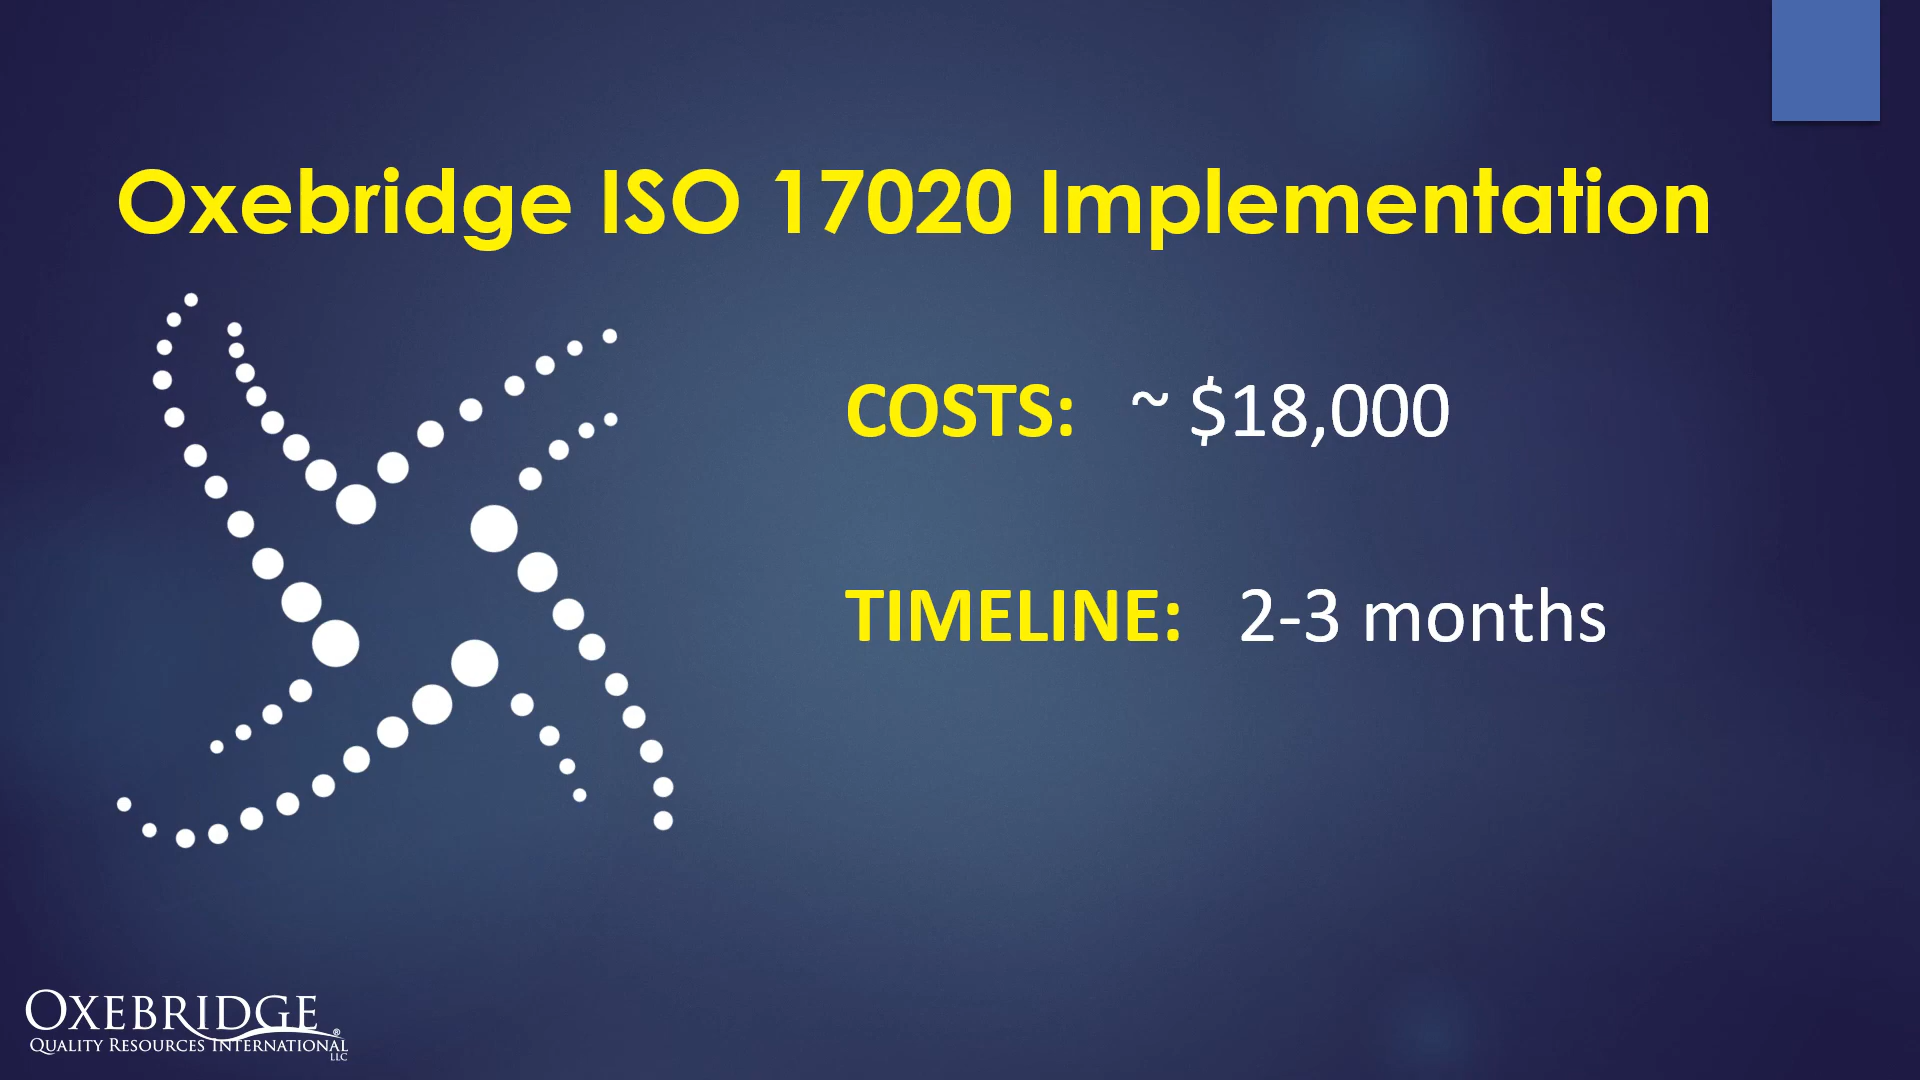 Oxebridge ISO 17020 Implementation
COSTS: ~ $18,000
TIMELINE: 2-3 months
OXEBRIDGE®
QUALITY RESOURCES INTERNATIONAL
LLC